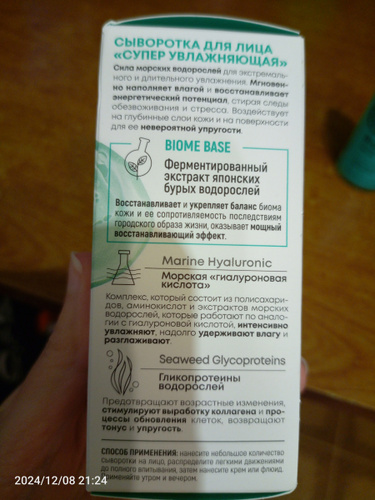 СЫВОРОТКА ДЛЯ ЛИЦА
«СУПЕР УВЛАЖНЯЮЩАЯ»
Сила морских водорослей для экстремаль-
ного и длительного увлажнения. Мгновен-
но наполняет влагой и восстанавливает
энергетический потенциал, стирая следы
обезвоживания и стресса. Воздействует
на глубинные слои кожи и на поверхности
для ее невероятной упругости.
BIOME BASE
Ферментированный
экстракт японских
бурых водорослей
Восстанавливает и укрепляет баланс биома
кожи и ее сопротивляемость последствиям
городского образа жизни, оказывает мощный
восстанавливающий эффект.
Marine Hyaluronic
Морская «гиалуроновая
кислота»
Комплекс, который состоит из полисахари-
дов, аминокислот и экстрактов морских
водорослей, которые работают по анало-
гии с гиалуроновой кислотой, интенсивно
увлажняют, надолго удерживают влагу и
разглаживают.
Seaweed Glycoproteins
Гликопротеины
водорослей
Предотвращают возрастные изменения,
стимулируют выработку коллагена и про-
цессы обновления клеток, возвращают
тонус и упругость.
СПОСОБ ПРИМЕНЕНИЯ: нанесите небольшое количество
сыворотки на лицо, распределите легкими движениями
до полного впитывания, затем нанесите крем или флюид.
Применяйте утром и вечером.
2024/12/08 21:24